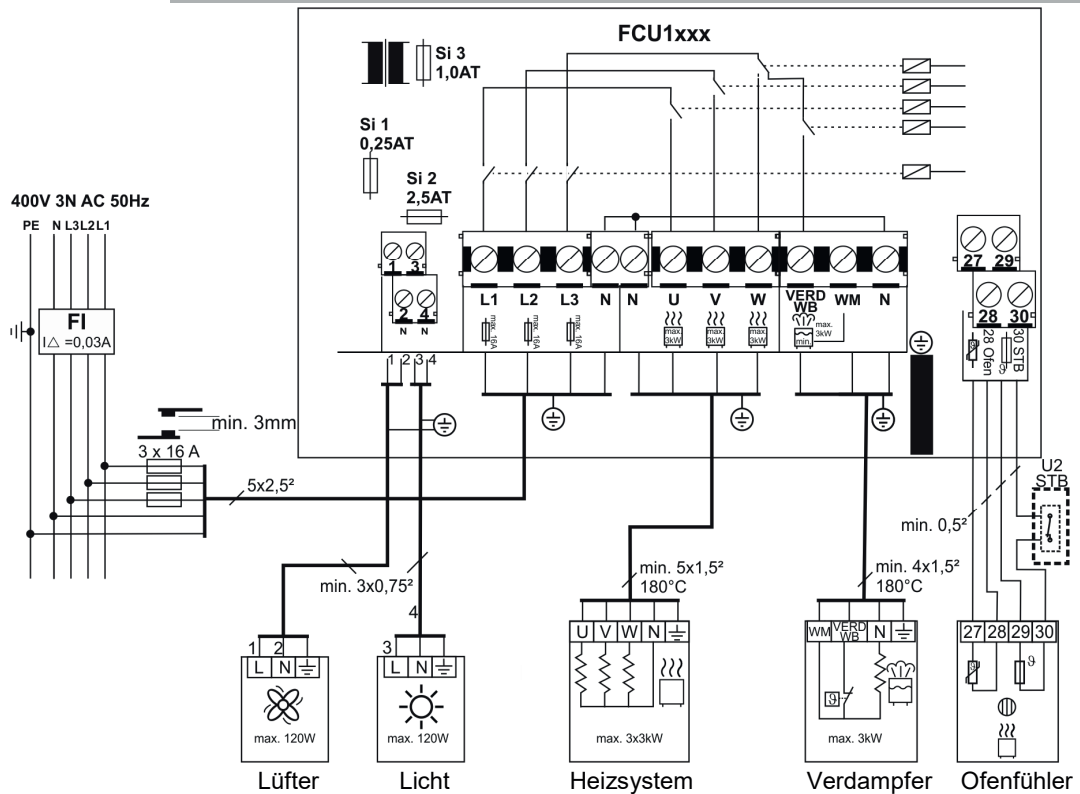 FCU1xxx
Si 3
1,0AT
Si 1
0,25AT
Si 2
2,5AT
400V 3N AC 50Hz
PE N L3 L2 L1
FI
I△ =0,03A
1 3
2 4
N N
L1 L2 L3 N N U V W VERD WB WM N
max. 16A
max. 16A
max. 16A
max. 3kW
max. 3kW
max. 3kW
min.
max. 3kW
27 29
28 30
28 Ofen
30 STB
ϑ
1 2 3 4
min. 3mm
3 x 16 A
5x2,5²
U2
STB
min. 0,5²
min. 3x0,75²
min. 5x1,5²
180°C
min. 4x1,5²
180°C
4
1 2
L N
max. 120W
Lüfter
3
L N
max. 120W
Licht
U V W N
max. 3x3kW
Heizsystem
WM VERD WB N
ϑ
max. 3kW
Verdampfer
27 28 29 30
ϑ
Ofenfühler